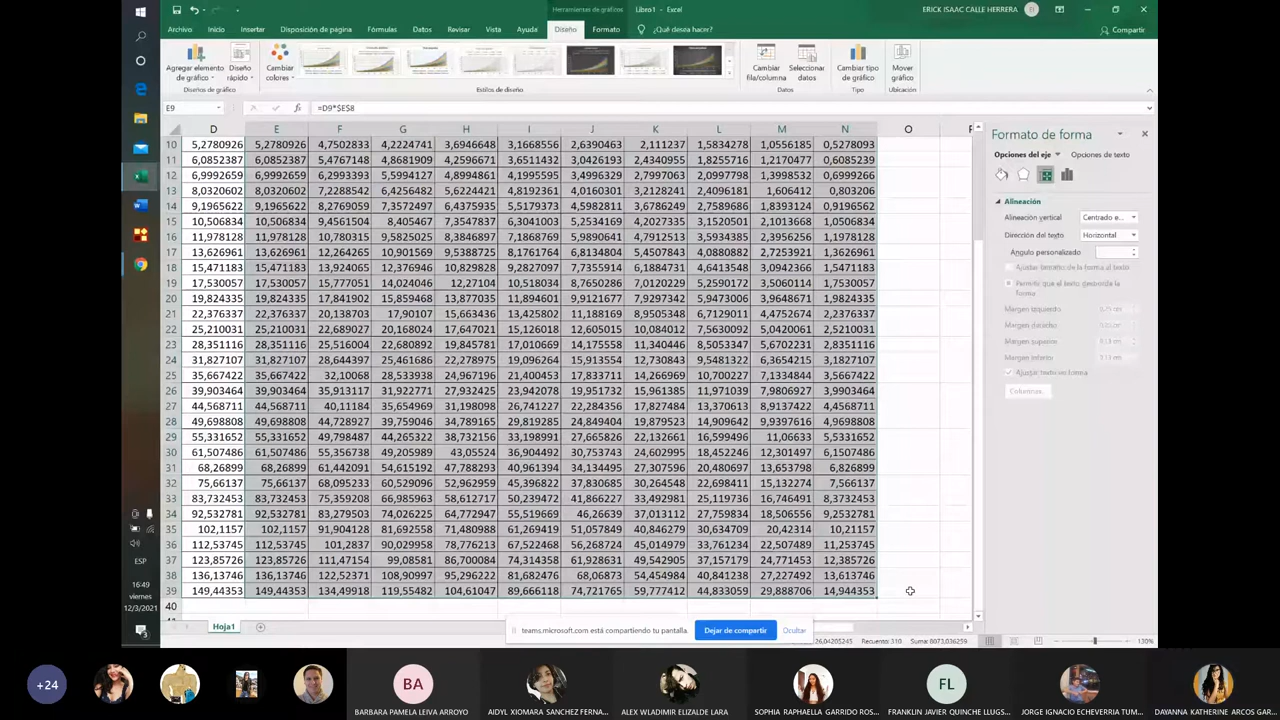 Herramientas de gráficos
Libro1 - Excel
ERICK ISAAC CALLE HERRERA
Archivo Inicio Insertar Disposición de página Fórmulas Datos Revisar Vista Ayuda Diseño Formato ¿Qué desea hacer? Compartir
Agregar elemento de gráfico
Diseño rápido
Cambiar colores
Cambiar fila/columna
Seleccionar datos
Cambiar tipo de gráfico
Mover gráfico
Diseños de gráfico Estilos de diseño Datos Tipo Ubicación
E9 fx =D9*$E$8
D E F G H I J K L M N O
10 5,2780926 5,2780926 4,7502833 4,2224741 3,6946648 3,1668556 2,6390463 2,111237 1,5834278 1,0556185 0,5278093
11 6,0852387 6,0852387 5,4767148 4,8681909 4,2596671 3,6511432 3,0426193 2,4340955 1,8255716 1,2170477 0,6085239
12 6,9992659 6,9992659 6,2993393 5,5994127 4,8994861 4,1995595 3,4996329 2,7997063 2,0997798 1,3998532 0,6999266
13 8,0320602 8,0320602 7,2288542 6,4256482 5,6224421 4,8192361 4,0160301 3,2128241 2,4096181 1,606412 0,803206
14 9,1965622 9,1965622 8,2769059 7,3572497 6,4375935 5,5179373 4,5982811 3,6786249 2,7589686 1,8393124 0,9196562
15 10,506834 10,506834 9,4561504 8,405467 7,3547837 6,3041003 5,2534169 4,2027335 3,1520501 2,1013668 1,0506834
16 11,978128 11,978128 10,780315 9,5825021 8,3846897 7,1868769 5,9890641 4,7912513 3,5934385 2,3956256 1,1978128
17 13,626961 13,626961 12,264265 10,901569 9,5388725 8,1761764 6,8134804 5,4507843 4,0880882 2,7253921 1,3626961
18 15,471183 15,471183 13,924065 12,376946 10,829828 9,2827097 7,7355914 6,1884731 4,6413548 3,0942366 1,5471183
19 17,530057 17,530057 15,777051 14,024046 12,27104 10,518034 8,7650286 7,0120229 5,2590171 3,5060114 1,7530057
20 19,824335 19,824335 17,841902 15,859468 13,877035 11,894601 9,9121677 7,9297342 5,9473006 3,9648671 1,9824335
21 22,376337 22,376337 20,138703 17,90107 15,663436 13,425802 11,188169 8,9505348 6,7129011 4,4752674 2,2376337
22 25,210031 25,210031 22,689027 20,168024 17,647021 15,126018 12,605015 10,084012 7,5630092 5,0420061 2,5210031
23 28,351116 28,351116 25,516004 22,680892 19,845781 17,010669 14,175558 11,340446 8,5053347 5,6702231 2,8351116
24 31,827107 31,827107 28,644397 25,461686 22,278975 19,096264 15,913554 12,730843 9,5481322 6,3654215 3,1827107
25 35,667422 35,667422 32,10068 28,533938 24,967196 21,400453 17,833711 14,266969 10,700227 7,1334844 3,5667422
26 39,903464 39,903464 35,913117 31,922771 27,932425 23,942078 19,951732 15,961385 11,971039 7,9806927 3,9903464
27 44,568711 44,568711 40,11184 35,654969 31,198098 26,741227 22,284356 17,827484 13,370613 8,9137422 4,4568711
28 49,698808 49,698808 44,728927 39,759046 34,789165 29,819285 24,849404 19,879523 14,909642 9,9397616 4,9698808
29 55,331652 55,331652 49,798487 44,265322 38,732156 33,198991 27,665826 22,132661 16,599496 11,06633 5,5331652
30 61,507486 61,507486 55,356738 49,205989 43,05524 36,904492 30,753743 24,602995 18,452246 12,301497 6,1507486
31 68,26899 68,26899 61,442091 54,615192 47,788293 40,961394 34,134495 27,307596 20,480697 13,653798 6,826899
32 75,66137 75,66137 68,095233 60,529096 52,962959 45,396822 37,830685 30,264548 22,698411 15,132274 7,566137
33 83,732453 83,732453 75,359208 66,985963 58,612717 50,239472 41,866227 33,492981 25,119736 16,746491 8,3732453
34 92,532781 92,532781 83,279503 74,026225 64,772947 55,519669 46,26639 37,013112 27,759834 18,506556 9,2532781
35 102,1157 102,1157 91,904128 81,692558 71,480988 61,269419 51,057849 40,846279 30,634709 20,42314 10,21157
36 112,53745 112,53745 101,2837 90,029958 78,776213 67,522468 56,268724 45,014979 33,761234 22,507489 11,253745
37 123,85726 123,85726 111,47154 99,08581 86,700084 74,314358 61,928631 49,542905 37,157179 24,771453 12,385726
38 136,13746 136,13746 122,52371 108,90997 95,296222 81,682476 68,06873 54,454984 40,841238 27,227492 13,613746
39 149,44353 149,44353 134,49918 119,55482 104,61047 89,666118 74,721765 59,777412 44,833059 29,888706 14,944353
40
Formato de forma
Opciones del eje Opciones de texto
Alineación
Alineación vertical Centrado e...
Dirección del texto Horizontal
Ángulo personalizado
Ajustar tamaño de la forma al texto
Permitir que el texto desborde la forma
Margen izquierdo
Margen derecho
Margen superior
Margen inferior
Ajustar texto en forma
Columnas...
ESP
16:49
viernes
12/3/2021
3
Hoja1
teams.microsoft.com está compartiendo tu pantalla. Dejar de compartir Ocultar
Recuento: 310 Suma: 8073,036259 130%
+24
BA
FL
BARBARA PAMELA LEIVA ARROYO
AIDYL XIOMARA SANCHEZ FERNA...
ALEX WLADIMIR ELIZALDE LARA
SOPHIA RAPHAELLA GARRIDO ROS...
FRANKLIN JAVIER QUINCHE LLUGS...
JORGE IGNACIO ECHEVERRIA TUM...
DAYANNA KATHERINE ARCOS GAR...